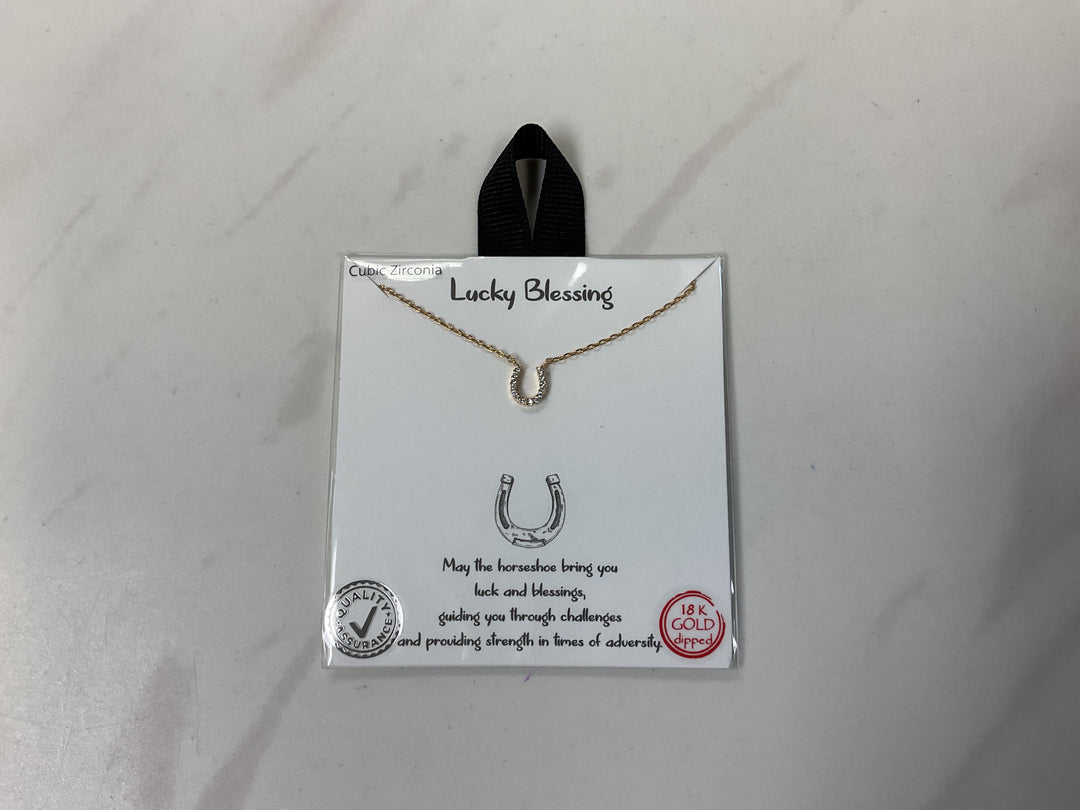 Cubic Zirconia
Lucky Blessing
May the horseshoe bring you
luck and blessings,
guiding you through challenges
and providing strength in times of adversity.
QUALITY
ASSURANCE
18 K
GOLD
dipped